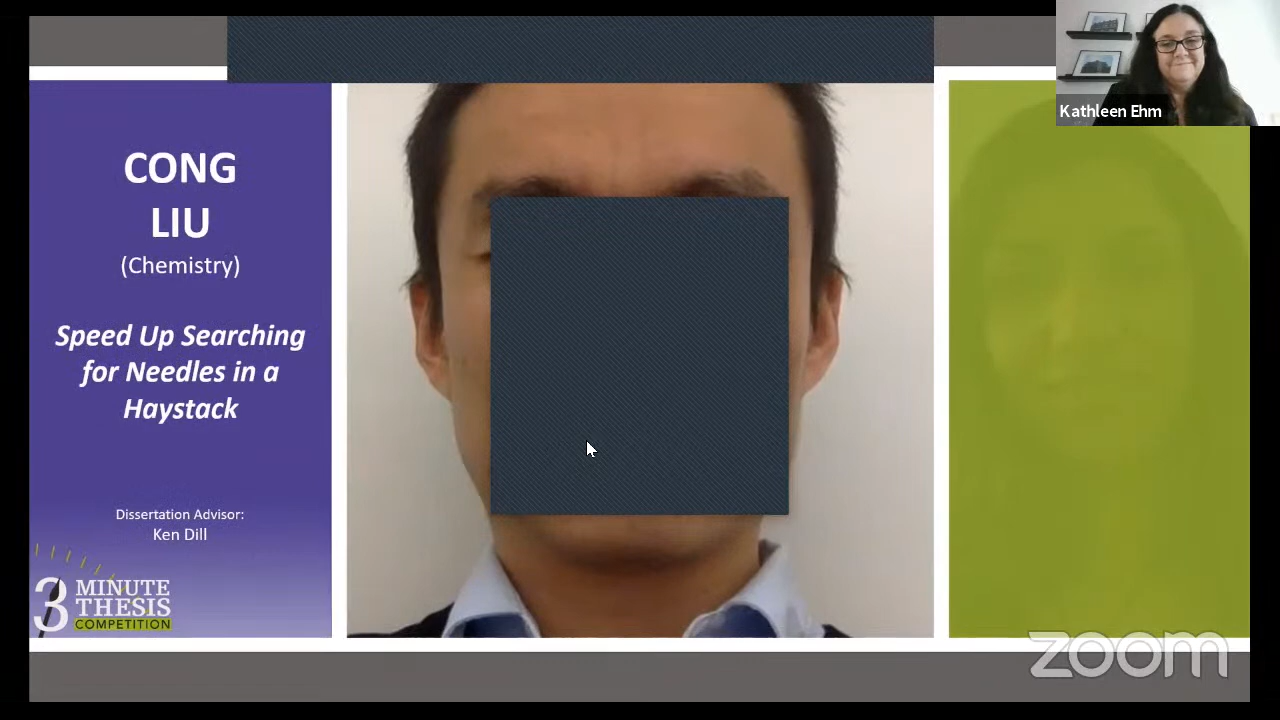 CONG
LIU
(Chemistry)
Speed Up Searching
for Needles in a
Haystack
Dissertation Advisor:
Ken Dill
3 MINUTE
THESIS
COMPETITION
Kathleen Ehm
zoom